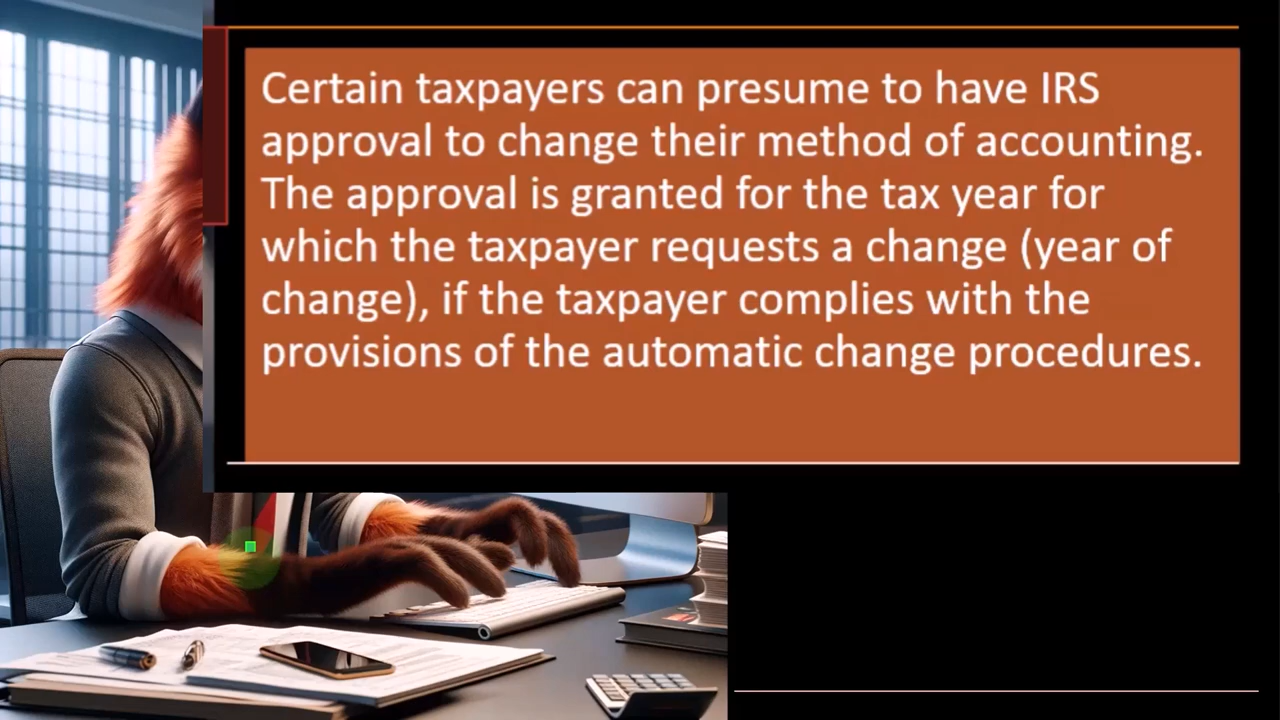 Certain taxpayers can presume to have IRS
approval to change their method of accounting.
The approval is granted for the tax year for
which the taxpayer requests a change (year of
change), if the taxpayer complies with the
provisions of the automatic change procedures.